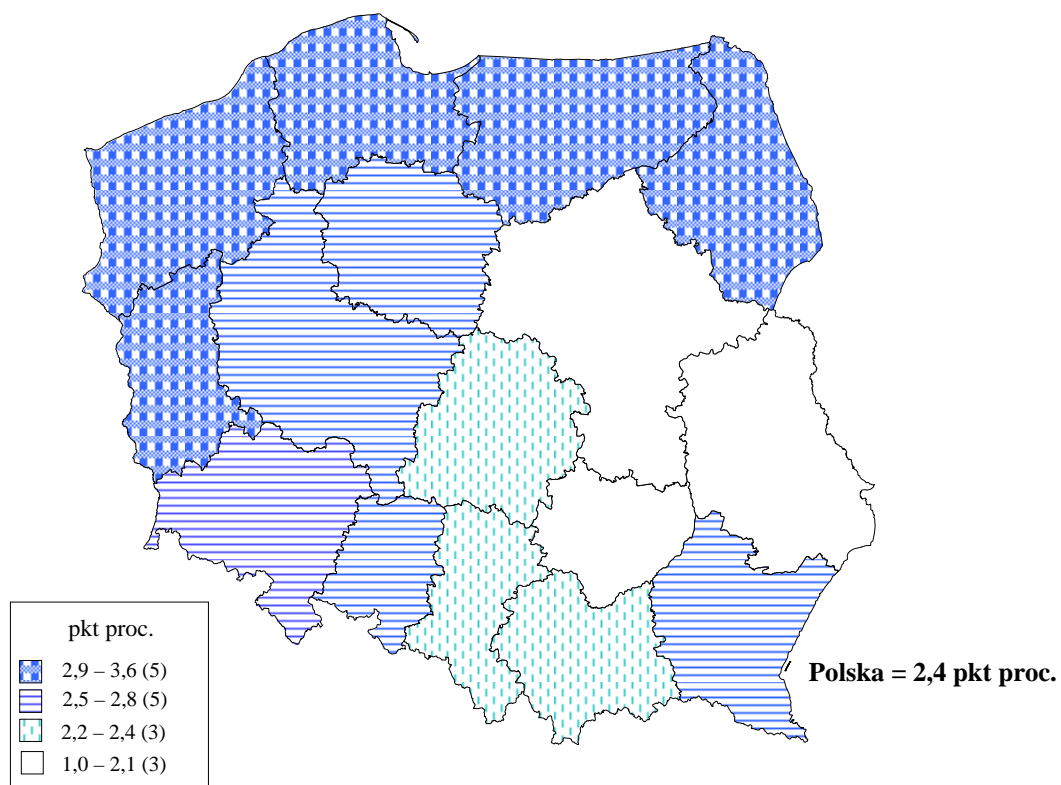 pkt proc.
2,9 – 3,6 (5)
2,5 – 2,8 (5)
2,2 – 2,4 (3)
1,0 – 2,1 (3)
Polska = 2,4 pkt proc.